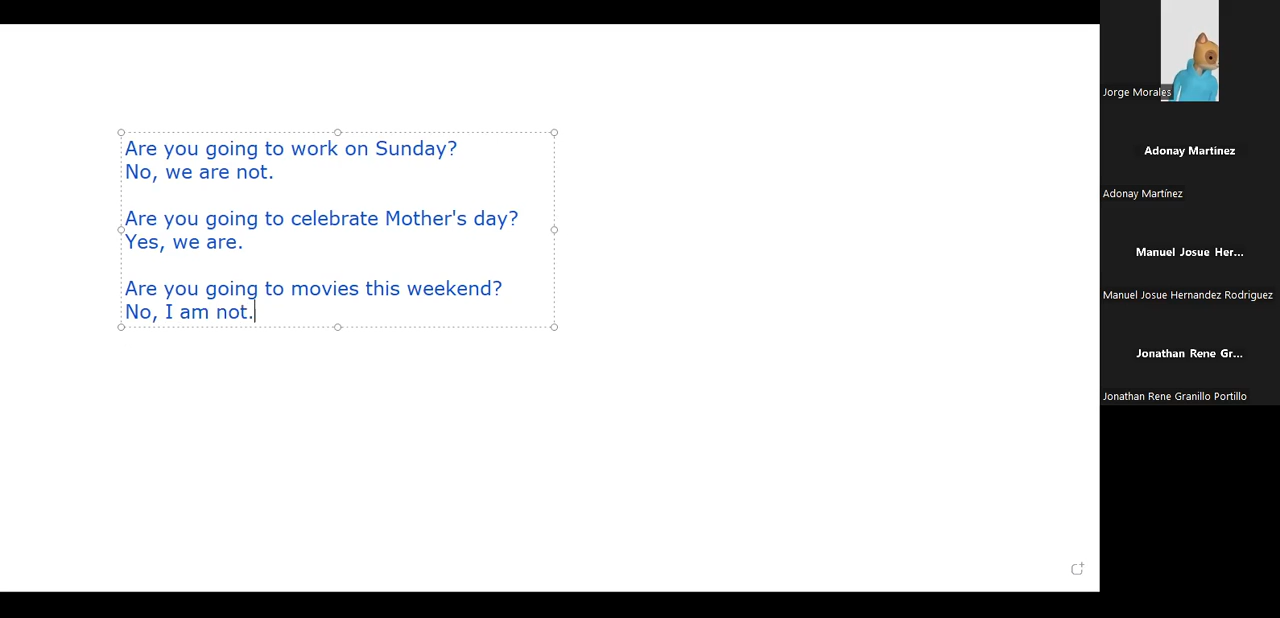 Are you going to work on Sunday?
No, we are not.
Are you going to celebrate Mother's day?
Yes, we are.
Are you going to movies this weekend?
No, I am not.
Jorge Morales
Adonay Martinez
Adonay Martínez
Manuel Josue Her...
Manuel Josue Hernandez Rodriguez
Jonathan Rene Gr...
Jonathan Rene Granillo Portillo